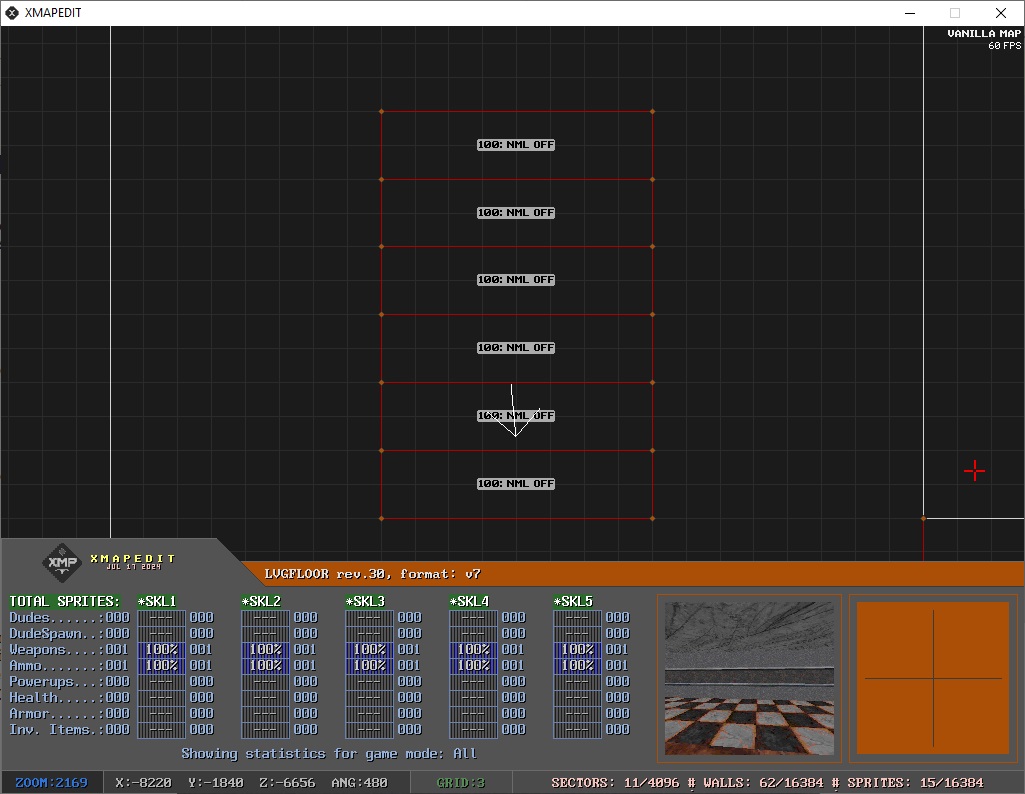 XMAPEDIT
VANILLA MAP
60 FPS
100: NML OFF
100: NML OFF
100: NML OFF
100: NML OFF
100: NML OFF
100: NML OFF
XMP
XMAPEDIT
JUL 17 2024
LVGFLOOR rev.30, format: v7
TOTAL SPRITES: *SKL1 *SKL2 *SKL3 *SKL4 *SKL5
Dudes......:000 --- 000 --- 000 --- 000 --- 000 --- 000
DudeSpawn..:000 --- 000 --- 000 --- 000 --- 000 --- 000
Weapons....:001 100% 001 100% 001 100% 001 100% 001 100% 001
Ammo.......:001 100% 001 100% 001 100% 001 100% 001 100% 001
Powerups...:000 --- 000 --- 000 --- 000 --- 000 --- 000
Health.....:000 --- 000 --- 000 --- 000 --- 000 --- 000
Armor......:000 --- 000 --- 000 --- 000 --- 000 --- 000
Inv. Items.:000 --- 000 --- 000 --- 000 --- 000 --- 000
Showing statistics for game mode: All
ZOOM:2169 X:-8220 Y:-1840 Z:-6656 ANG:480 GRID:3 SECTORS: 11/4096 # WALLS: 62/16384 # SPRITES: 15/16384